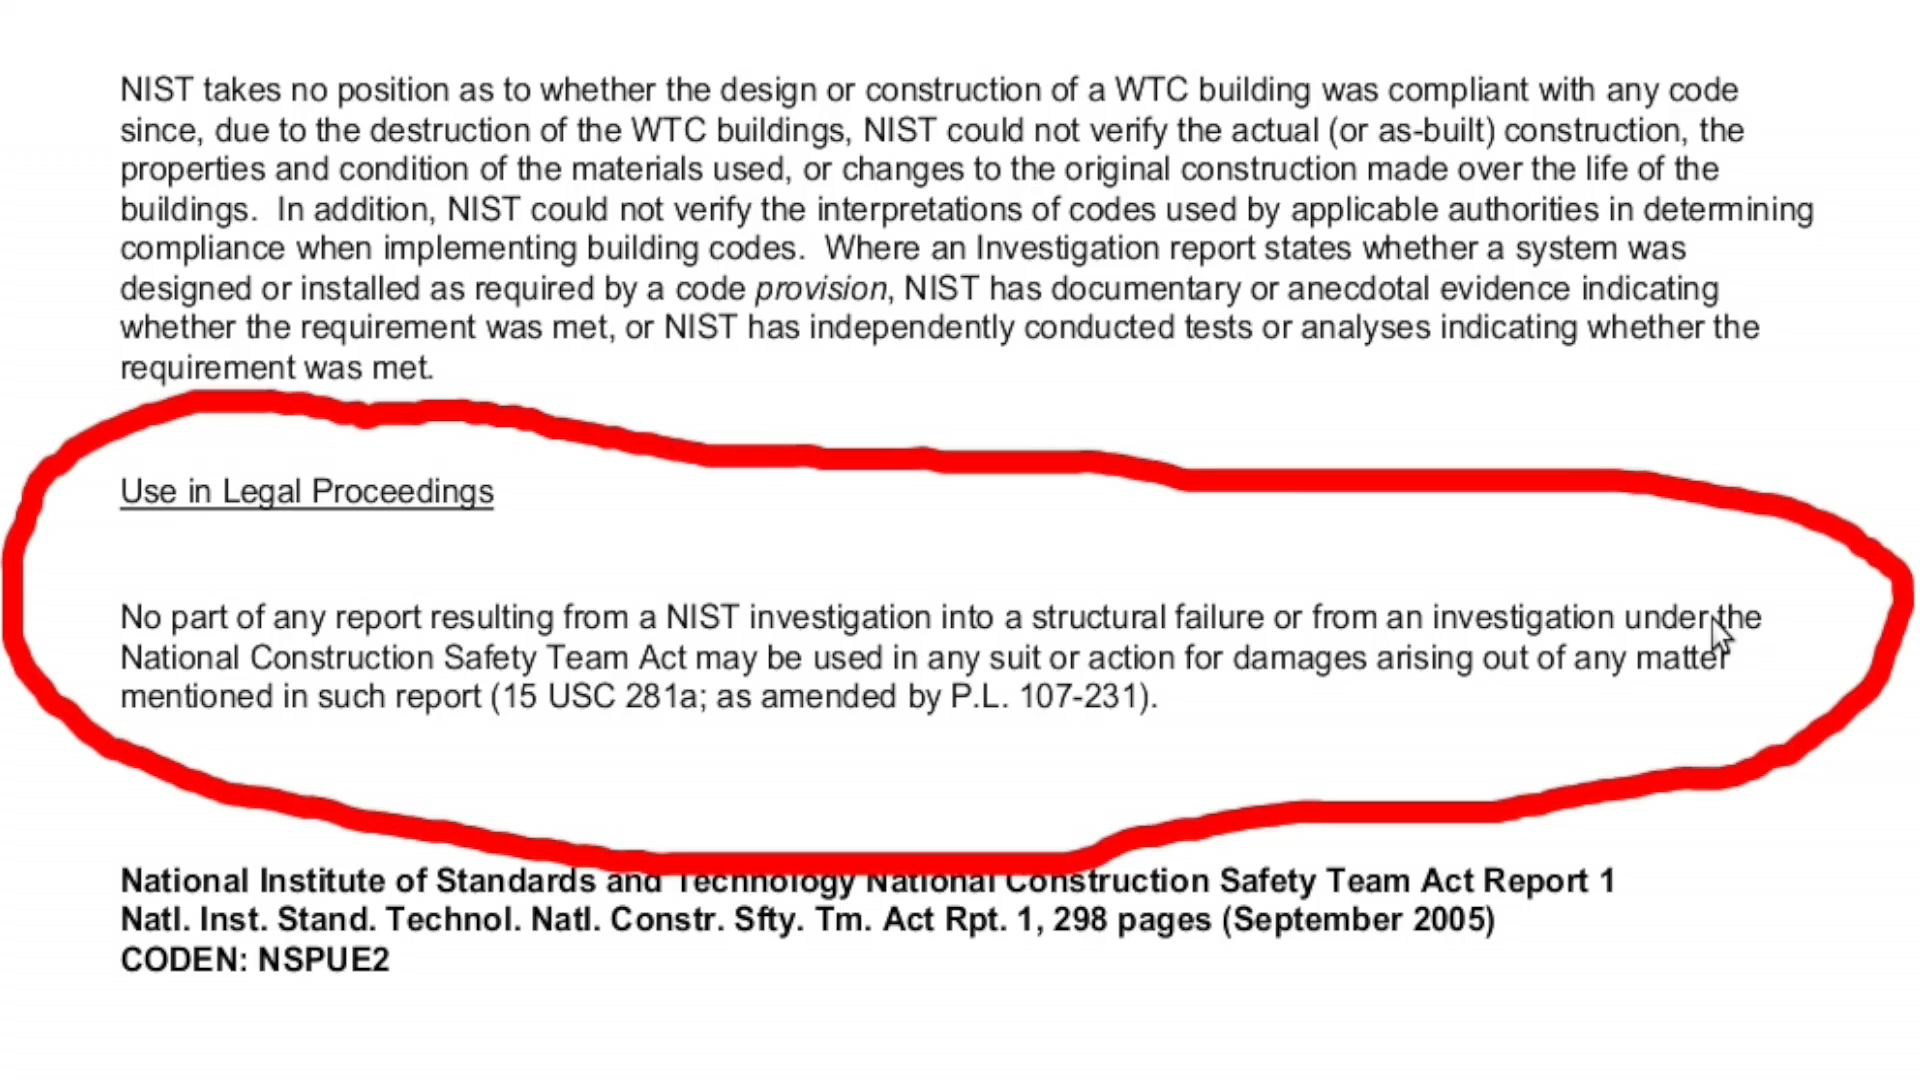 NIST takes no position as to whether the design or construction of a WTC building was compliant with any code
since, due to the destruction of the WTC buildings, NIST could not verify the actual (or as-built) construction, the
properties and condition of the materials used, or changes to the original construction made over the life of the
buildings.  In addition, NIST could not verify the interpretations of codes used by applicable authorities in determining
compliance when implementing building codes.  Where an Investigation report states whether a system was
designed or installed as required by a code provision, NIST has documentary or anecdotal evidence indicating
whether the requirement was met, or NIST has independently conducted tests or analyses indicating whether the
requirement was met.
Use in Legal Proceedings
No part of any report resulting from a NIST investigation into a structural failure or from an investigation under the
National Construction Safety Team Act may be used in any suit or action for damages arising out of any matter
mentioned in such report (15 USC 281a; as amended by P.L. 107-231).
National Institute of Standards and Technology National Construction Safety Team Act Report 1
Natl. Inst. Stand. Technol. Natl. Constr. Sfty. Tm. Act Rpt. 1, 298 pages (September 2005)
CODEN: NSPUE2